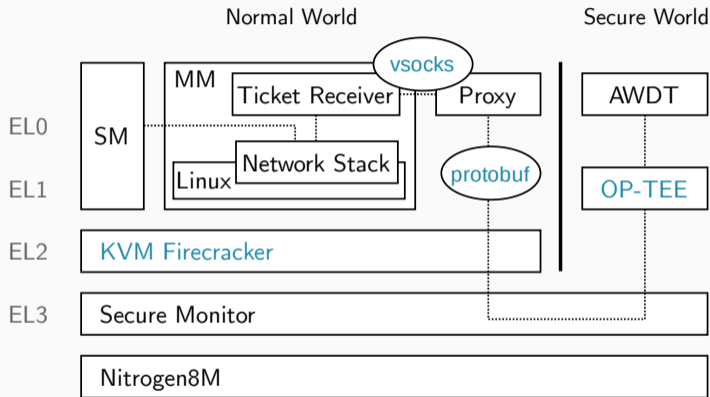 Normal World
Secure World
vsocks
MM
Ticket Receiver
Proxy
AWDT
EL0
SM
Network Stack
Linux
protobuf
EL1
OP-TEE
EL2
KVM Firecracker
EL3
Secure Monitor
Nitrogen8M